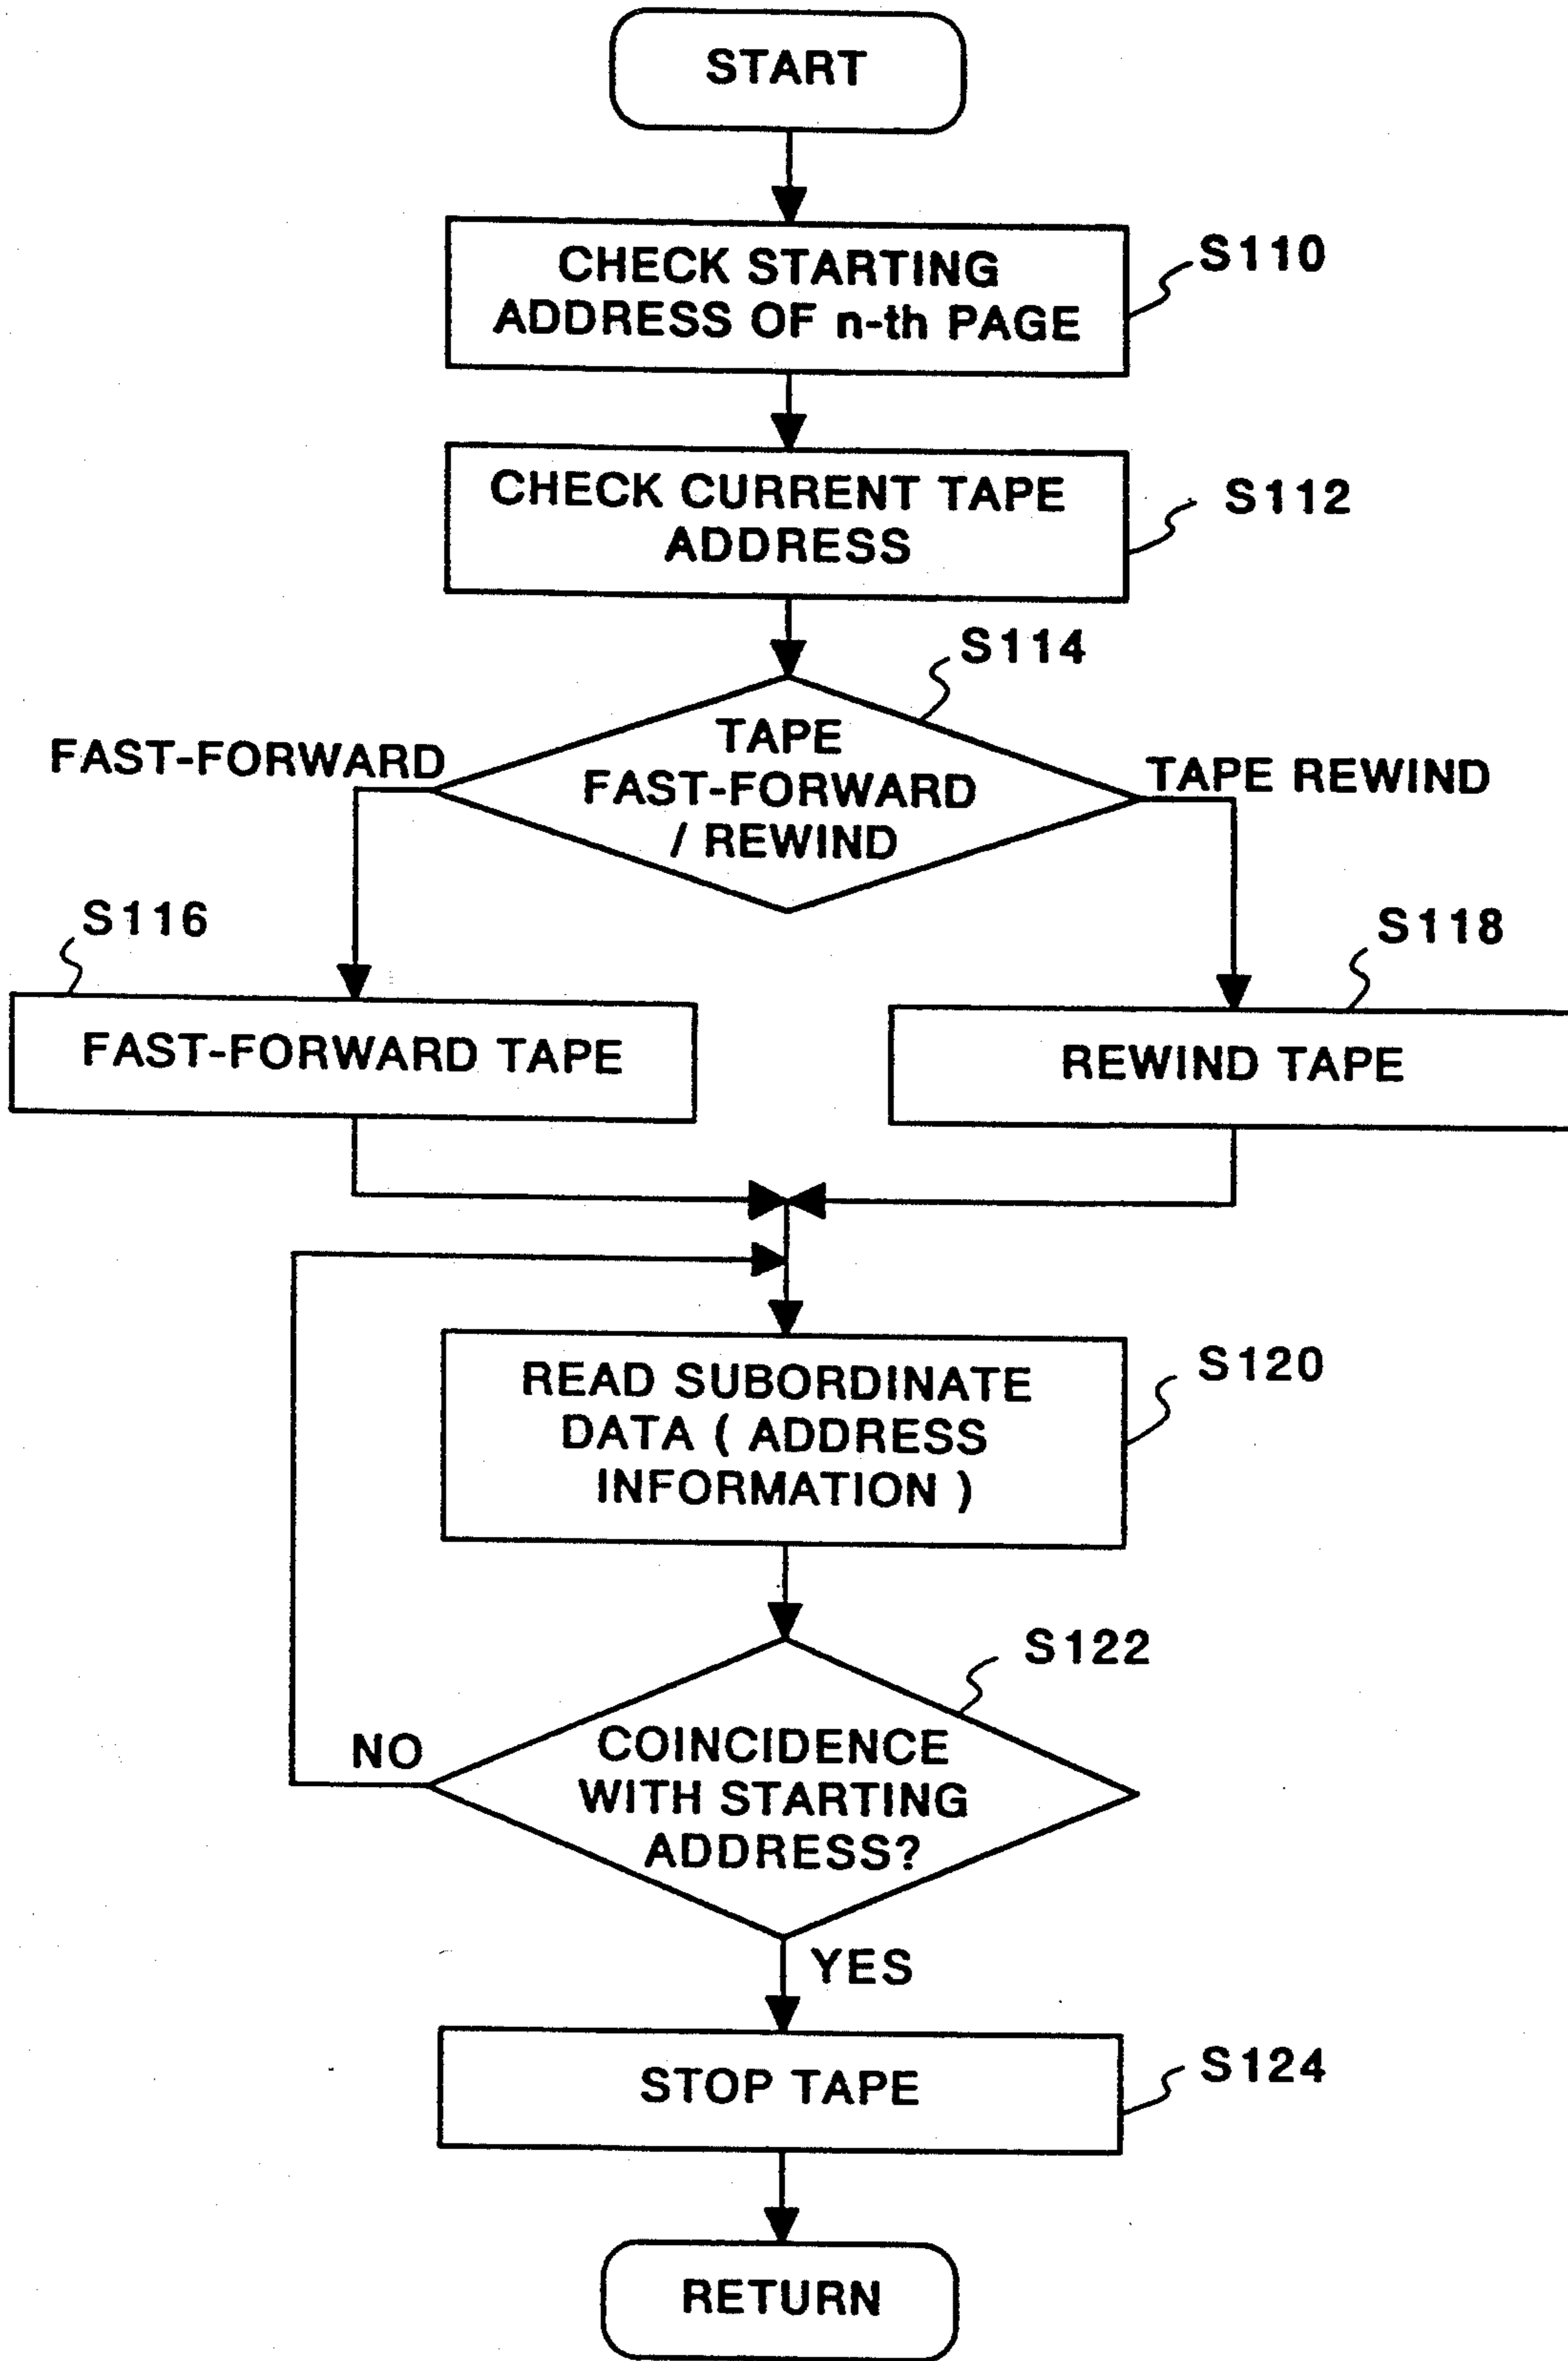 START
CHECK STARTING
ADDRESS OF n-th PAGE
S110
CHECK CURRENT TAPE
ADDRESS
S112
S114
FAST-FORWARD
TAPE
FAST-FORWARD
/ REWIND
TAPE REWIND
S116
S118
FAST-FORWARD TAPE
REWIND TAPE
READ SUBORDINATE
DATA ( ADDRESS
INFORMATION )
S120
S122
NO
COINCIDENCE
WITH STARTING
ADDRESS?
YES
STOP TAPE
S124
RETURN